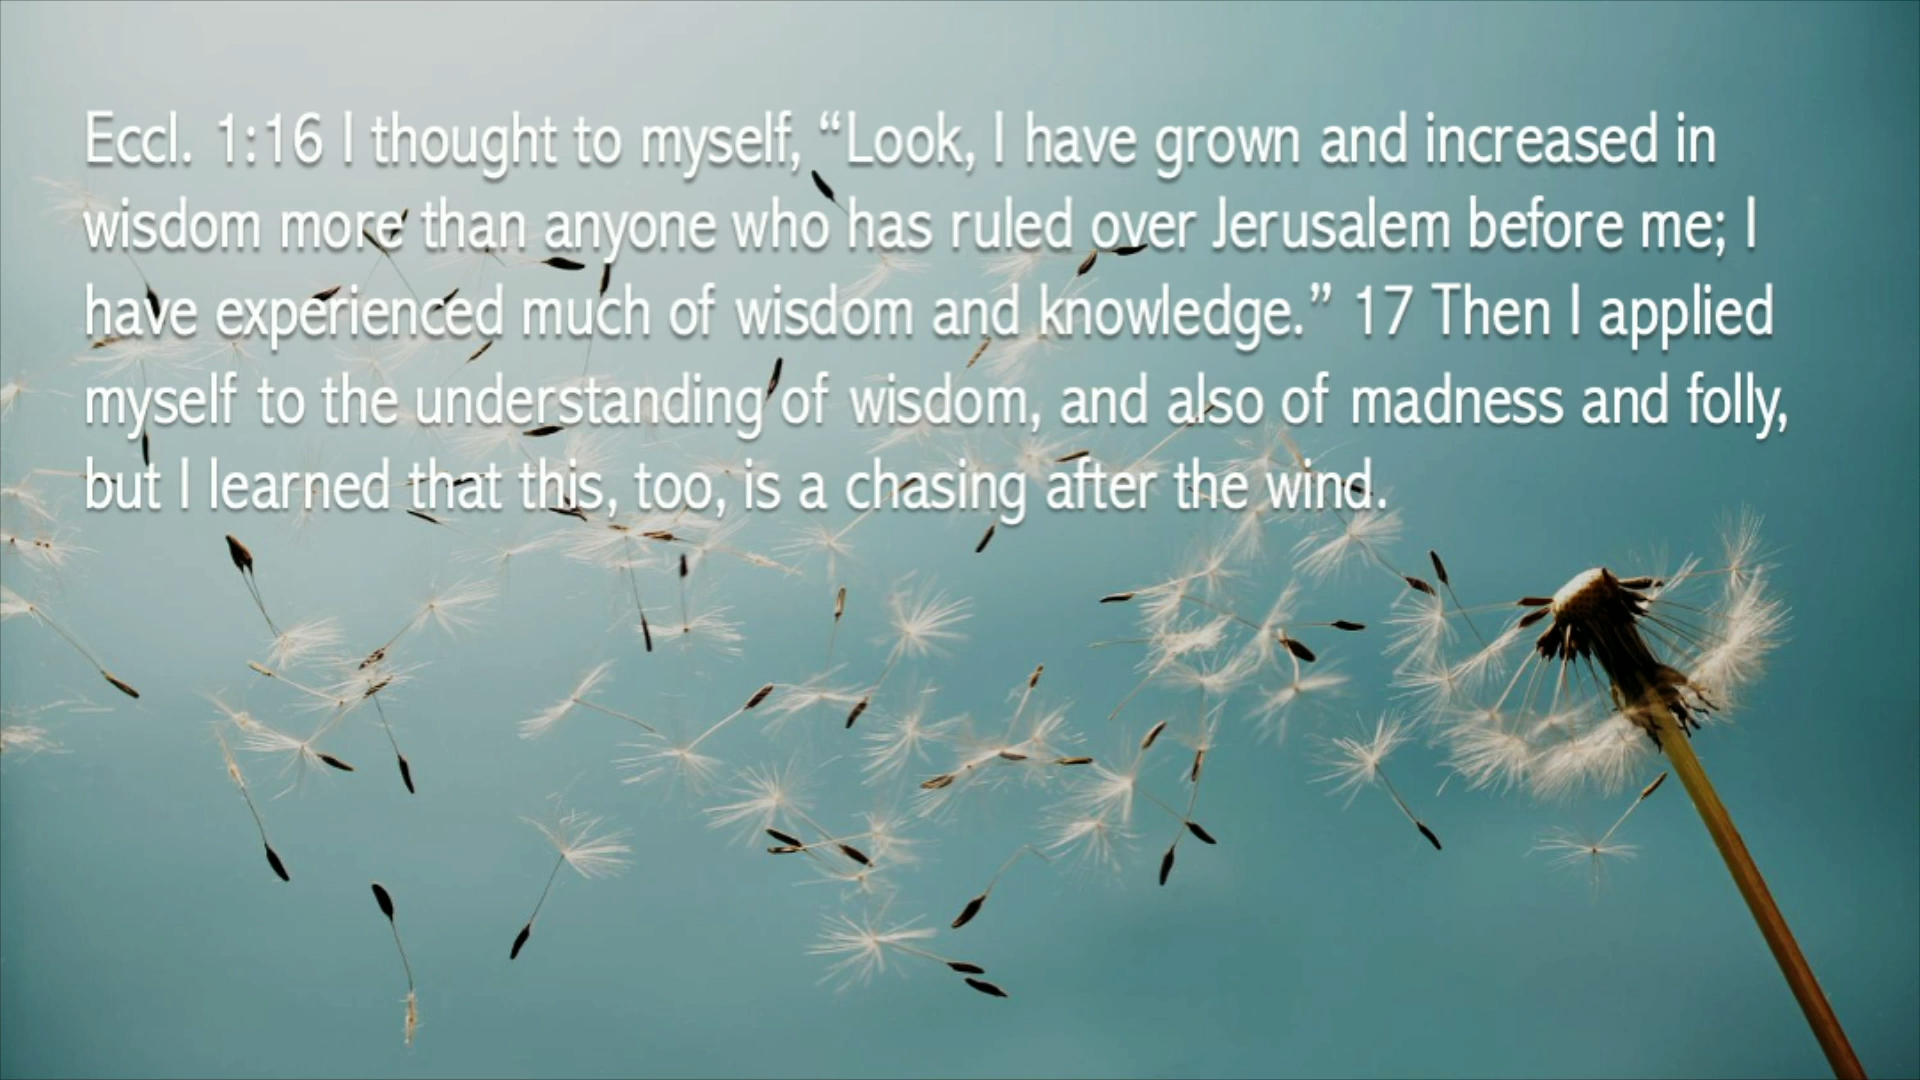 Eccl. 1:16 I thought to myself, “Look, I have grown and increased in
wisdom more than anyone who has ruled over Jerusalem before me; I
have experienced much of wisdom and knowledge.” 17 Then I applied
myself to the understanding of wisdom, and also of madness and folly,
but I learned that this, too, is a chasing after the wind.